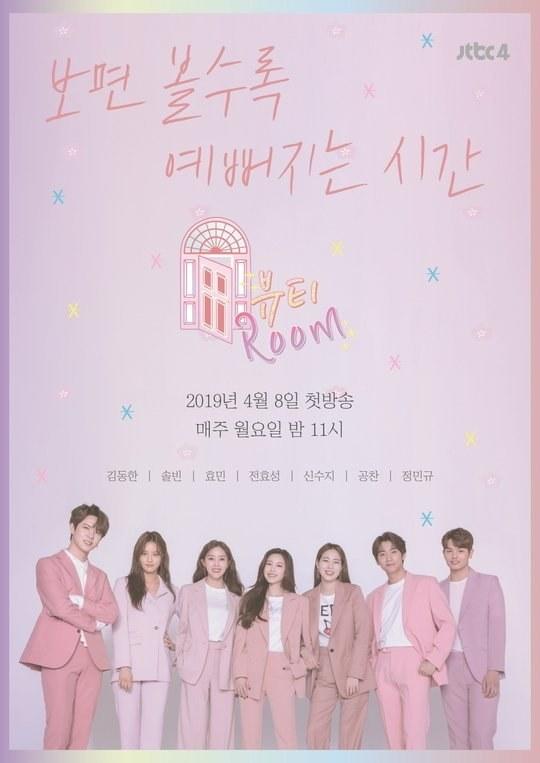 jtbc4
보면 볼수록
예뻐지는 시간
뷰티
Room
2019년 4월 8일 첫방송
매주 월요일 밤 11시
김동한 | 솔빈 | 효민 | 전효성 | 신수지 | 공찬 | 정민규